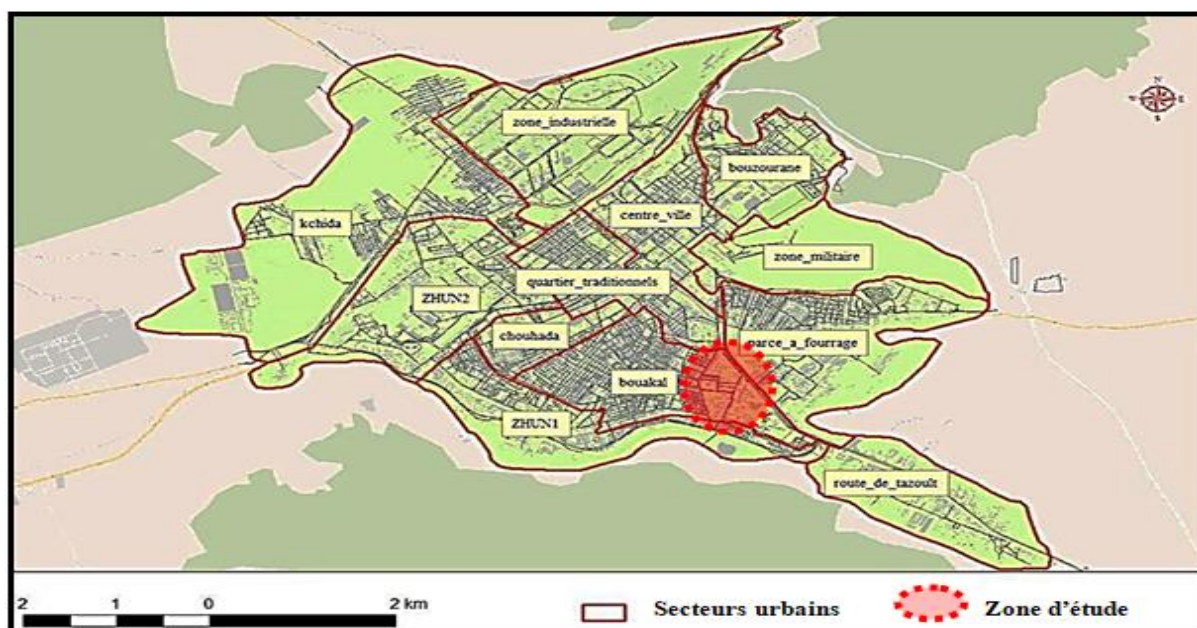 zone_industrielle
bouzourane
kchida
centre_ville
zone_militaire
quartier_traditionnels
ZHUN2
chouhada
parce_a_fourrage
bouakal
ZHUN1
route_de_tazoult
N
2 1 0 2 km
Secteurs urbains
Zone d’étude